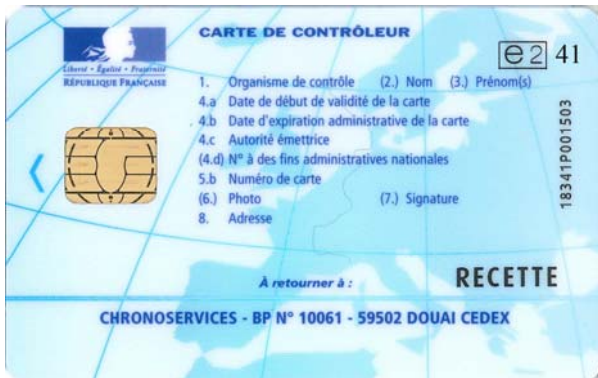 CARTE DE CONTRÔLEUR
e2 41
Liberté • Égalité • Fraternité
RÉPUBLIQUE FRANÇAISE
1. Organisme de contrôle (2.) Nom (3.) Prénom(s)
4.a Date de début de validité de la carte
4.b Date d'expiration administrative de la carte
4.c Autorité émettrice
(4.d) N° à des fins administratives nationales
5.b Numéro de carte
(6.) Photo (7.) Signature
8. Adresse
18341P001503
À retourner à :
RECETTE
CHRONOSERVICES - BP N° 10061 - 59502 DOUAI CEDEX